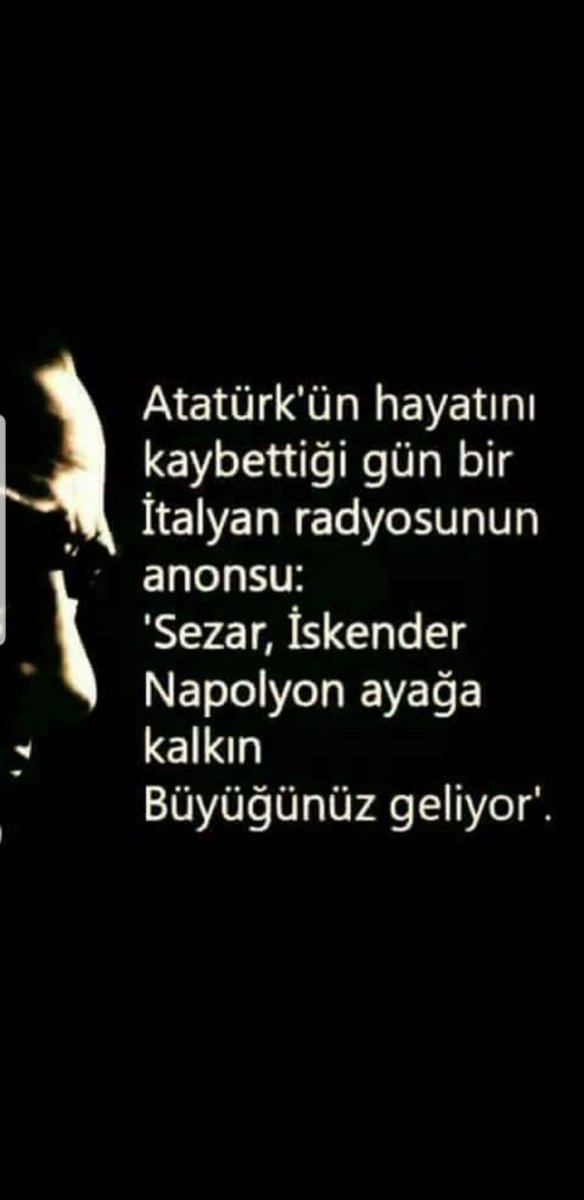 Atatürk'ün hayatını
kaybettiği gün bir
İtalyan radyosunun
anonsu:
'Sezar, İskender
Napolyon ayağa
kalkın
Büyüğünüz geliyor'.